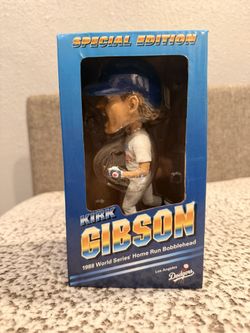 SPECIAL EDITION
KIRK
GIBSON
1988 World Series Home Run Bobblehead
Los Angeles
Dodgers